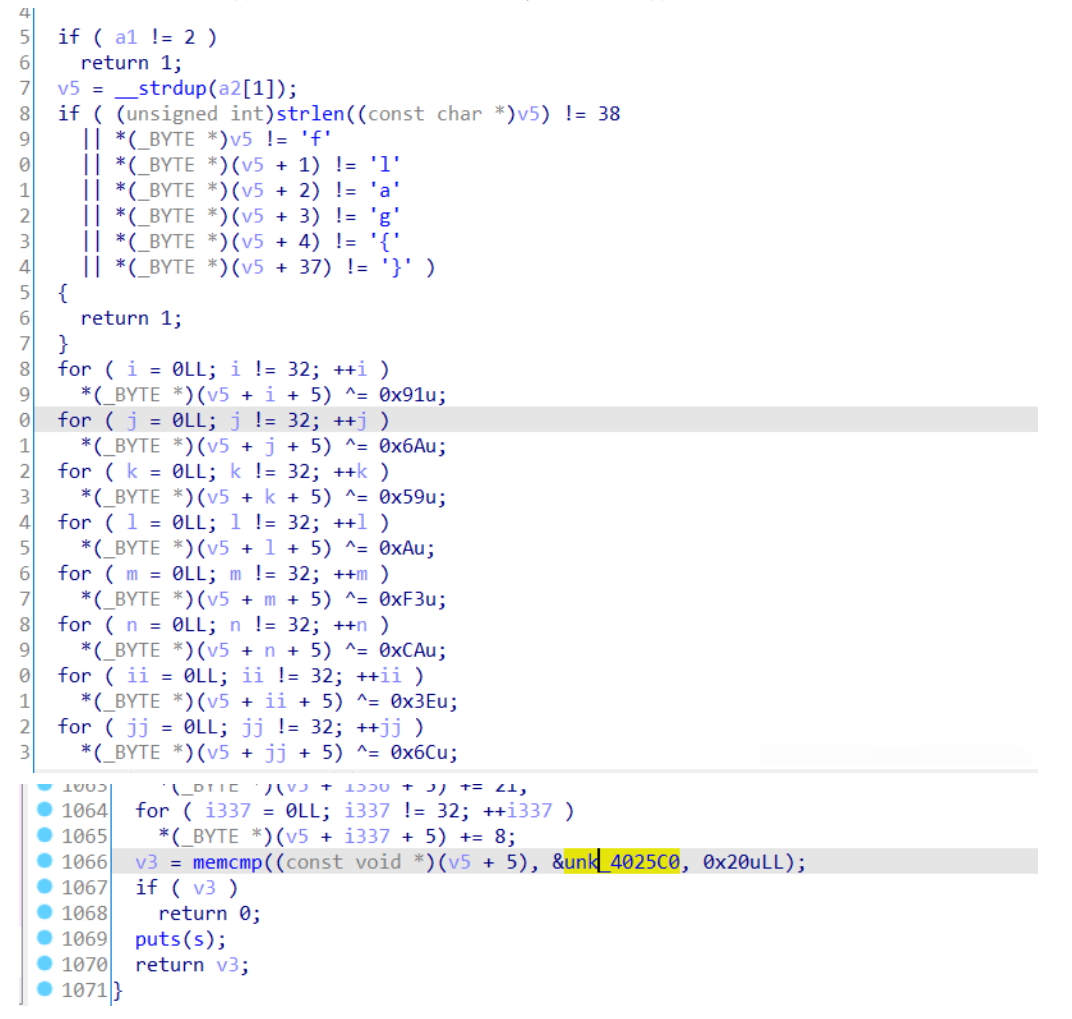 4
5 if ( a1 != 2 )
6 return 1;
7 v5 = __strdup(a2[1]);
8 if ( (unsigned int)strlen((const char *)v5) != 38
9 || *(_BYTE *)v5 != 'f'
0 || *(_BYTE *)(v5 + 1) != 'l'
1 || *(_BYTE *)(v5 + 2) != 'a'
2 || *(_BYTE *)(v5 + 3) != 'g'
3 || *(_BYTE *)(v5 + 4) != '{'
4 || *(_BYTE *)(v5 + 37) != '}' )
5 {
6 return 1;
7 }
8 for ( i = 0LL; i != 32; ++i )
9 *(_BYTE *)(v5 + i + 5) ^= 0x91u;
0 for ( j = 0LL; j != 32; ++j )
1 *(_BYTE *)(v5 + j + 5) ^= 0x6Au;
2 for ( k = 0LL; k != 32; ++k )
3 *(_BYTE *)(v5 + k + 5) ^= 0x59u;
4 for ( l = 0LL; l != 32; ++l )
5 *(_BYTE *)(v5 + l + 5) ^= 0xAu;
6 for ( m = 0LL; m != 32; ++m )
7 *(_BYTE *)(v5 + m + 5) ^= 0xF3u;
8 for ( n = 0LL; n != 32; ++n )
9 *(_BYTE *)(v5 + n + 5) ^= 0xCAu;
0 for ( ii = 0LL; ii != 32; ++ii )
1 *(_BYTE *)(v5 + ii + 5) ^= 0x3Eu;
2 for ( jj = 0LL; jj != 32; ++jj )
3 *(_BYTE *)(v5 + jj + 5) ^= 0x6Cu;
1063 *(_BYTE *)(v5 + i336 + 5) += 21;
1064 for ( i337 = 0LL; i337 != 32; ++i337 )
1065 *(_BYTE *)(v5 + i337 + 5) += 8;
1066 v3 = memcmp((const void *)(v5 + 5), &unk_4025C0, 0x20uLL);
1067 if ( v3 )
1068 return 0;
1069 puts(s);
1070 return v3;
1071 }